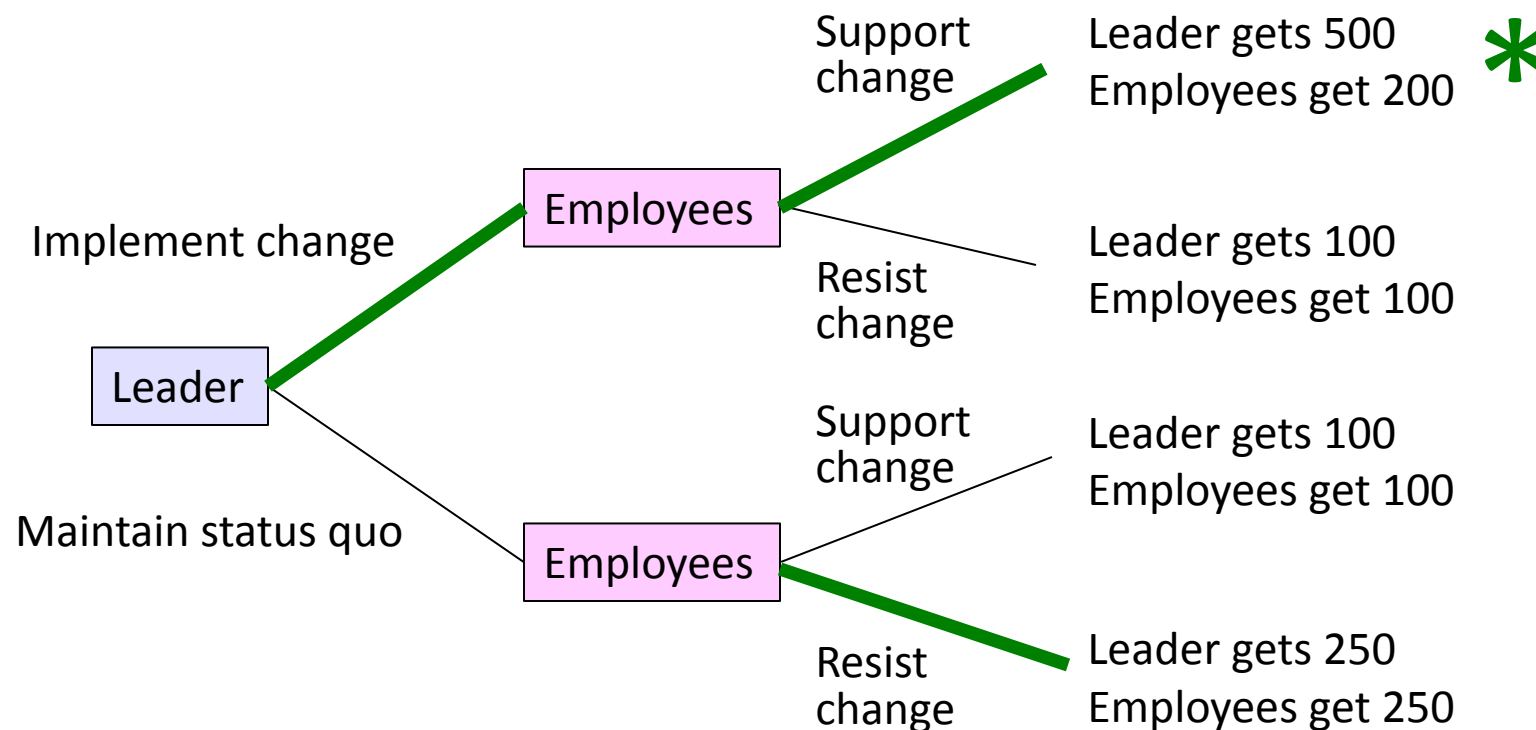 Support
change
Leader gets 500
Employees get 200
*
Employees
Implement change
Resist
change
Leader gets 100
Employees get 100
Leader
Support
change
Leader gets 100
Employees get 100
Maintain status quo
Employees
Resist
change
Leader gets 250
Employees get 250